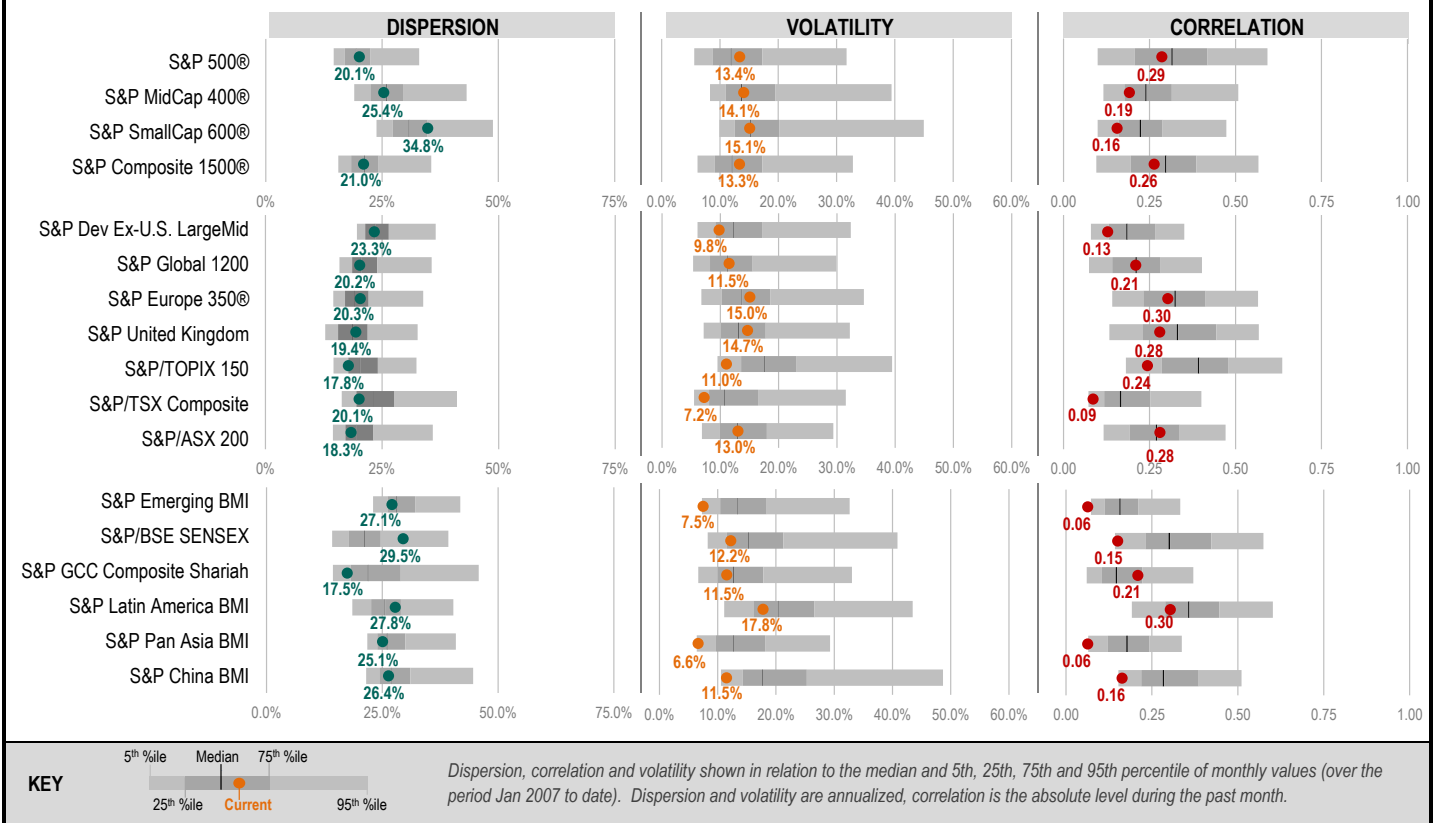 DISPERSION VOLATILITY CORRELATION
S&P 500®
20.1% 13.4% 0.29
S&P MidCap 400®
25.4% 14.1% 0.19
S&P SmallCap 600®
34.8% 15.1% 0.16
S&P Composite 1500®
21.0% 13.3% 0.26
0% 25% 50% 75% 0.0% 10.0% 20.0% 30.0% 40.0% 50.0% 60.0% 0.00 0.25 0.50 0.75 1.00
S&P Dev Ex-U.S. LargeMid
23.3% 9.8% 0.13
S&P Global 1200
20.2% 11.5% 0.21
S&P Europe 350®
20.3% 15.0% 0.30
S&P United Kingdom
19.4% 14.7% 0.28
S&P/TOPIX 150
17.8% 11.0% 0.24
S&P/TSX Composite
20.1% 7.2% 0.09
S&P/ASX 200
18.3% 13.0% 0.28
0% 25% 50% 75% 0.0% 10.0% 20.0% 30.0% 40.0% 50.0% 60.0% 0.00 0.25 0.50 0.75 1.00
S&P Emerging BMI
27.1% 7.5% 0.06
S&P/BSE SENSEX
29.5% 12.2% 0.15
S&P GCC Composite Shariah
17.5% 11.5% 0.21
S&P Latin America BMI
27.8% 17.8% 0.30
S&P Pan Asia BMI
25.1% 6.6% 0.06
S&P China BMI
26.4% 11.5% 0.16
0.0% 25.0% 50.0% 75.0% 0.0% 10.0% 20.0% 30.0% 40.0% 50.0% 60.0% 0.00 0.25 0.50 0.75 1.00
KEY
5th %ile Median 75th %ile
25th %ile Current 95th %ile
Dispersion, correlation and volatility shown in relation to the median and 5th, 25th, 75th and 95th percentile of monthly values (over the
period Jan 2007 to date). Dispersion and volatility are annualized, correlation is the absolute level during the past month.